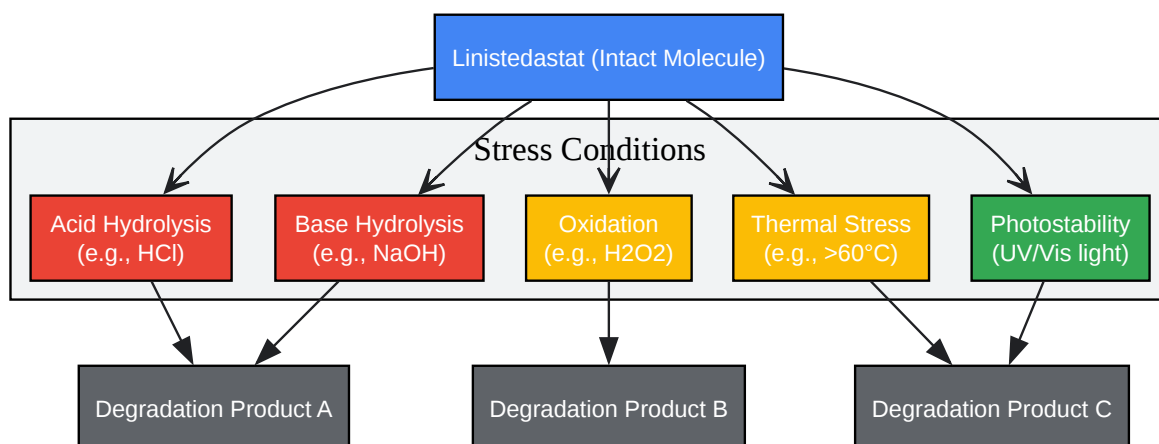 Linistedastat (Intact Molecule)
Stress Conditions
Acid Hydrolysis
(e.g., HCl)
Base Hydrolysis
(e.g., NaOH)
Oxidation
(e.g., H2O2)
Thermal Stress
(e.g., >60°C)
Photostability
(UV/Vis light)
Degradation Product A
Degradation Product B
Degradation Product C